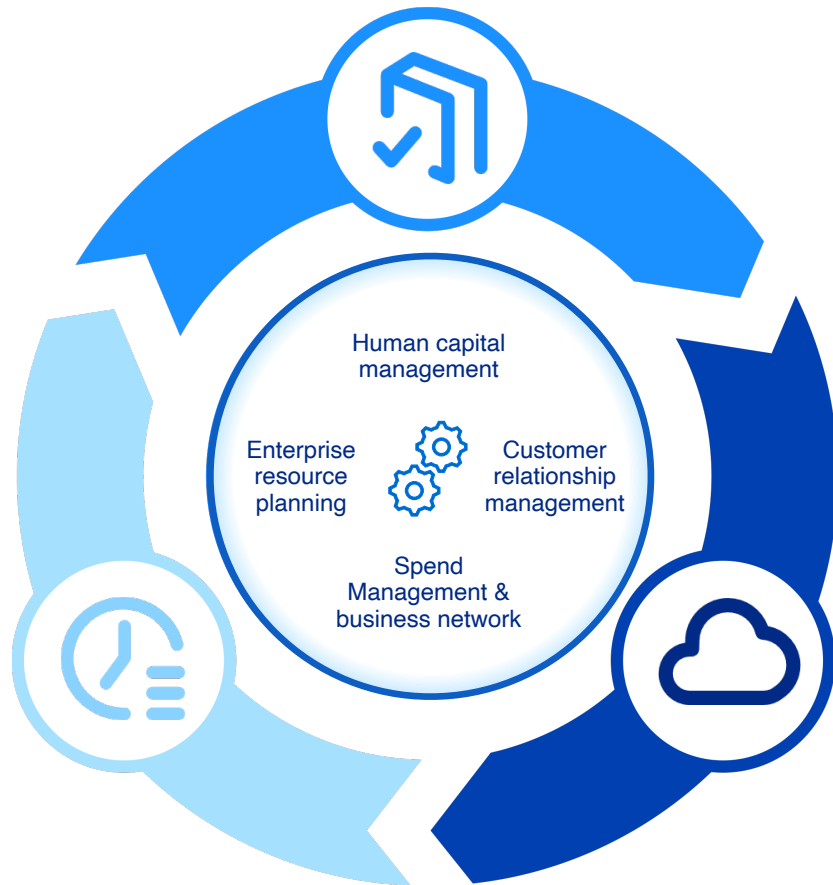 Human capital
management
Enterprise
resource
planning
Customer
relationship
management
Spend
Management &
business network